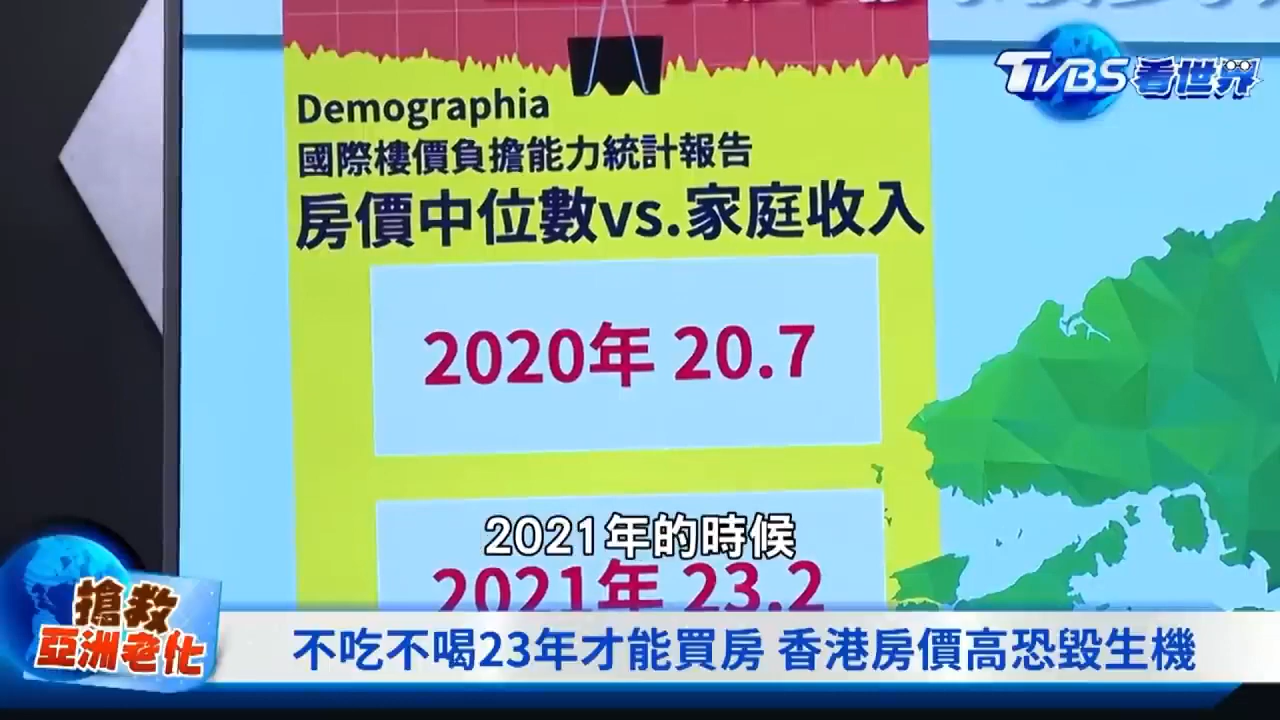 TVBS看世界
Demographia
國際樓價負擔能力統計報告
房價中位數vs.家庭收入
2020年 20.7
2021年的時候
2021年 23.2
搶救
亞洲老化
不吃不喝23年才能買房 香港房價高恐毀生機